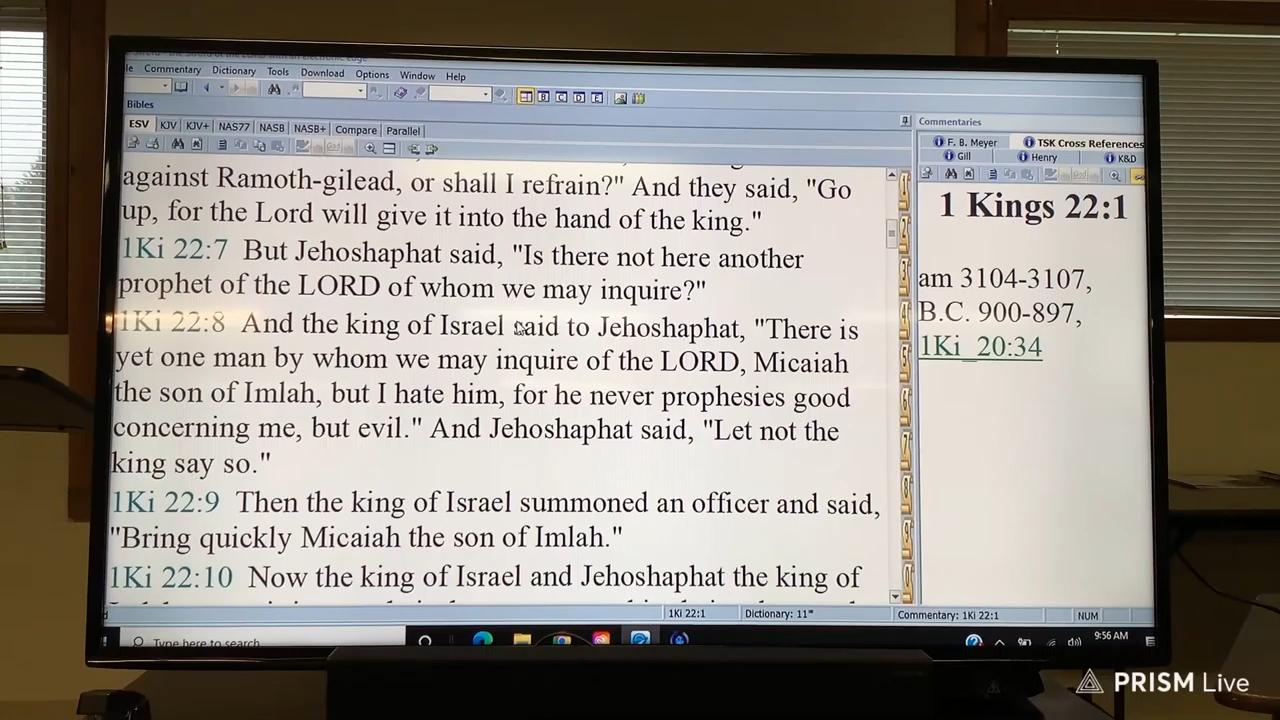 le Commentary Dictionary Tools Download Options Window Help
Bibles
ESV KJV KJV+ NAS77 NASB NASB+ Compare Parallel
against Ramoth-gilead, or shall I refrain?" And they said, "Go
up, for the Lord will give it into the hand of the king."
1Ki 22:7 But Jehoshaphat said, "Is there not here another
prophet of the LORD of whom we may inquire?"
1Ki 22:8 And the king of Israel said to Jehoshaphat, "There is
yet one man by whom we may inquire of the LORD, Micaiah
the son of Imlah, but I hate him, for he never prophesies good
concerning me, but evil." And Jehoshaphat said, "Let not the
king say so."
1Ki 22:9 Then the king of Israel summoned an officer and said,
"Bring quickly Micaiah the son of Imlah."
1Ki 22:10 Now the king of Israel and Jehoshaphat the king of
Commentaries
F. B. Meyer TSK Cross References
Gill Henry K&D
1 Kings 22:1
am 3104-3107,
B.C. 900-897,
1Ki_20:34
1Ki 22:1 Dictionary: 11" Commentary: 1Ki 22:1 NUM
Type here to search
9:56 AM
PRISM Live